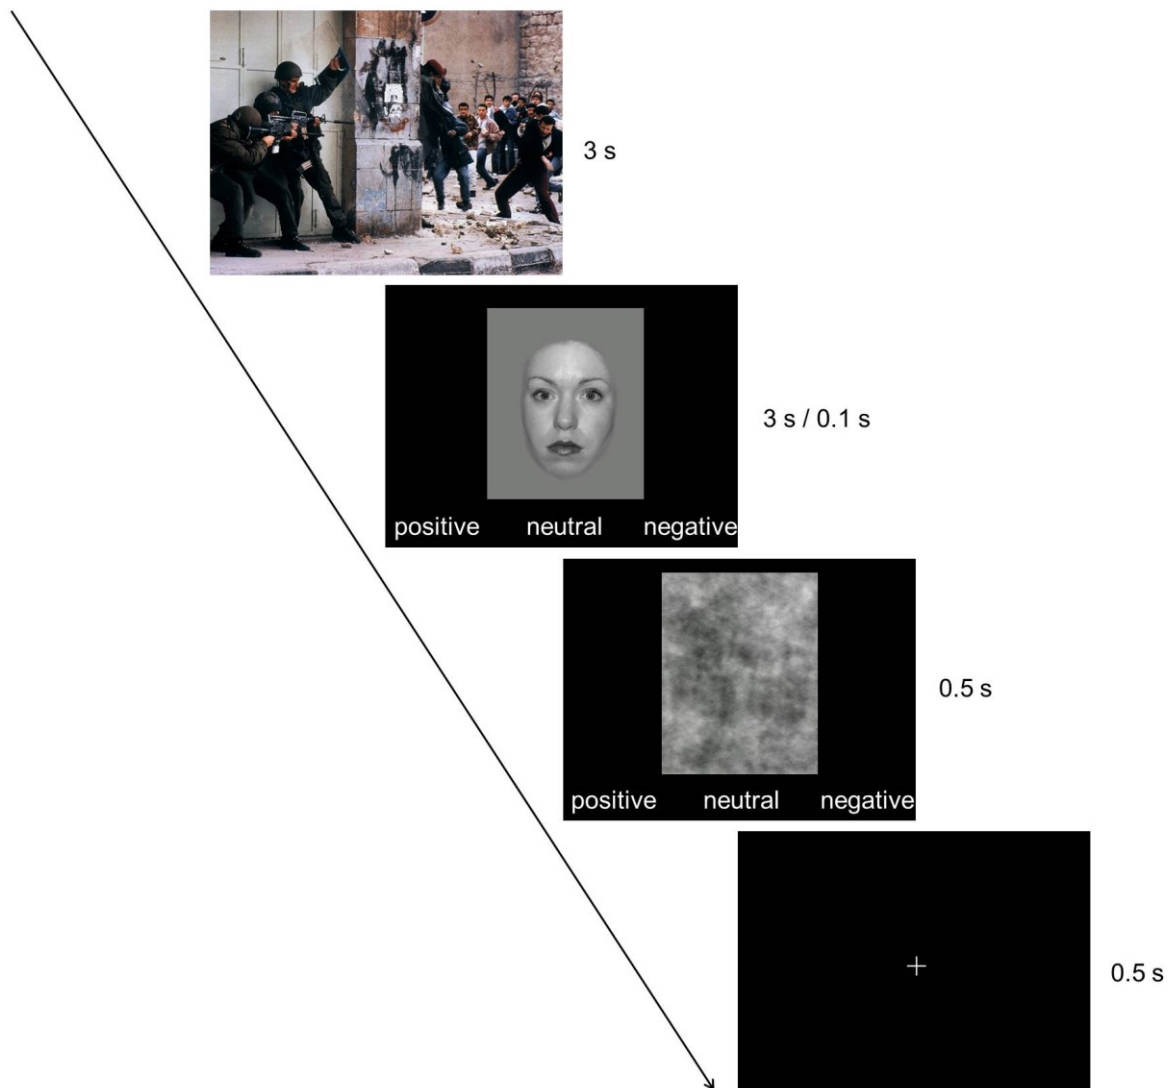 3 s
3 s / 0.1 s
positive neutral negative
0.5 s
positive neutral negative
0.5 s